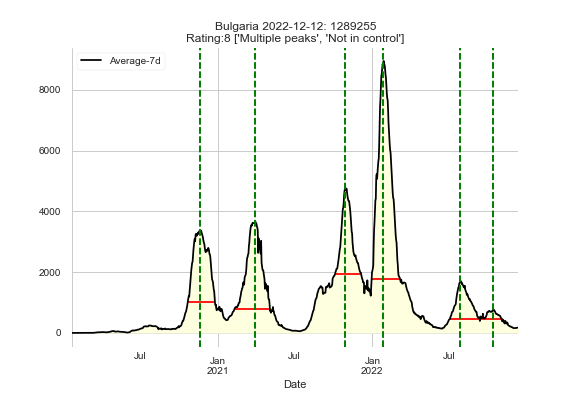 Bulgaria 2022-12-12: 1289255
Rating:8 ['Multiple peaks', 'Not in control']
Average-7d
8000
6000
4000
2000
0
Jul
Jan
2021
Jul
Jan
2022
Jul
Date